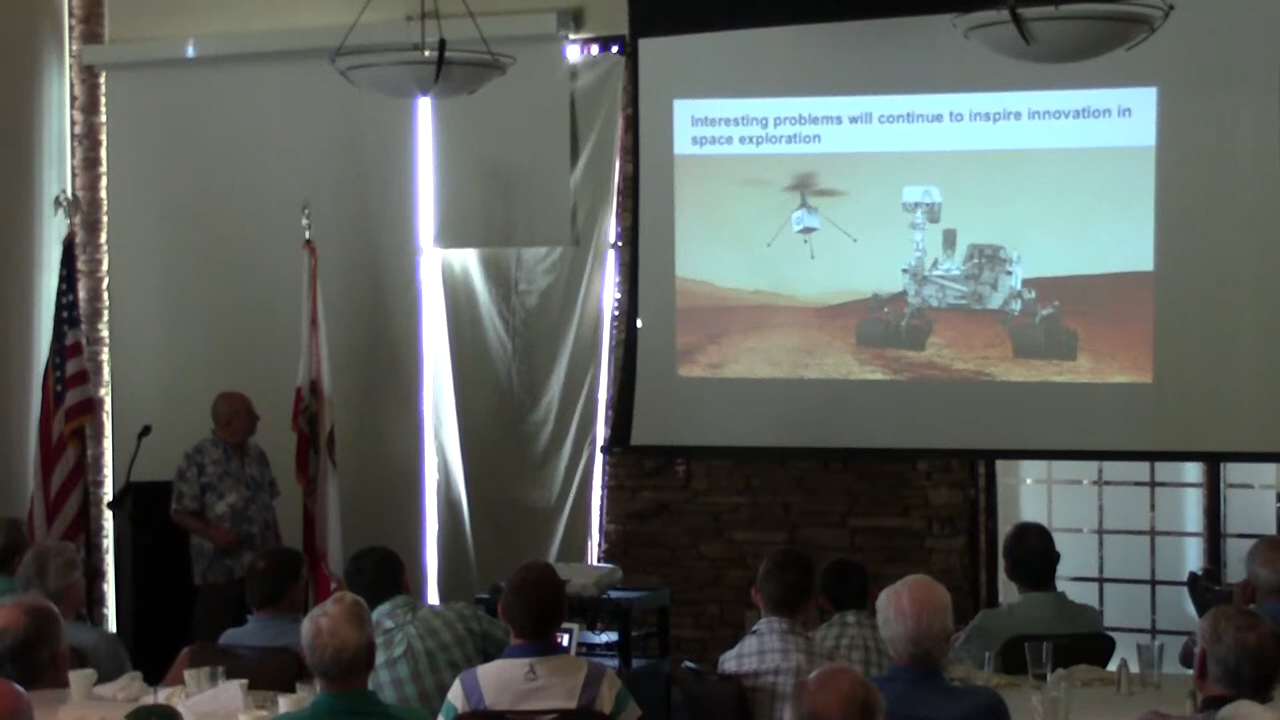 Interesting problems will continue to inspire innovation in
space exploration